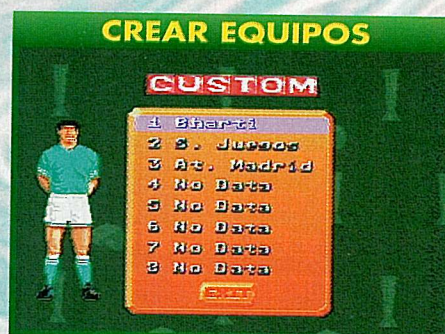 CREAR EQUIPOS
CUSTOM
1 Bharti
2 S. Juegos
3 At. Madrid
4 No Data
5 No Data
6 No Data
7 No Data
8 No Data
EXIT